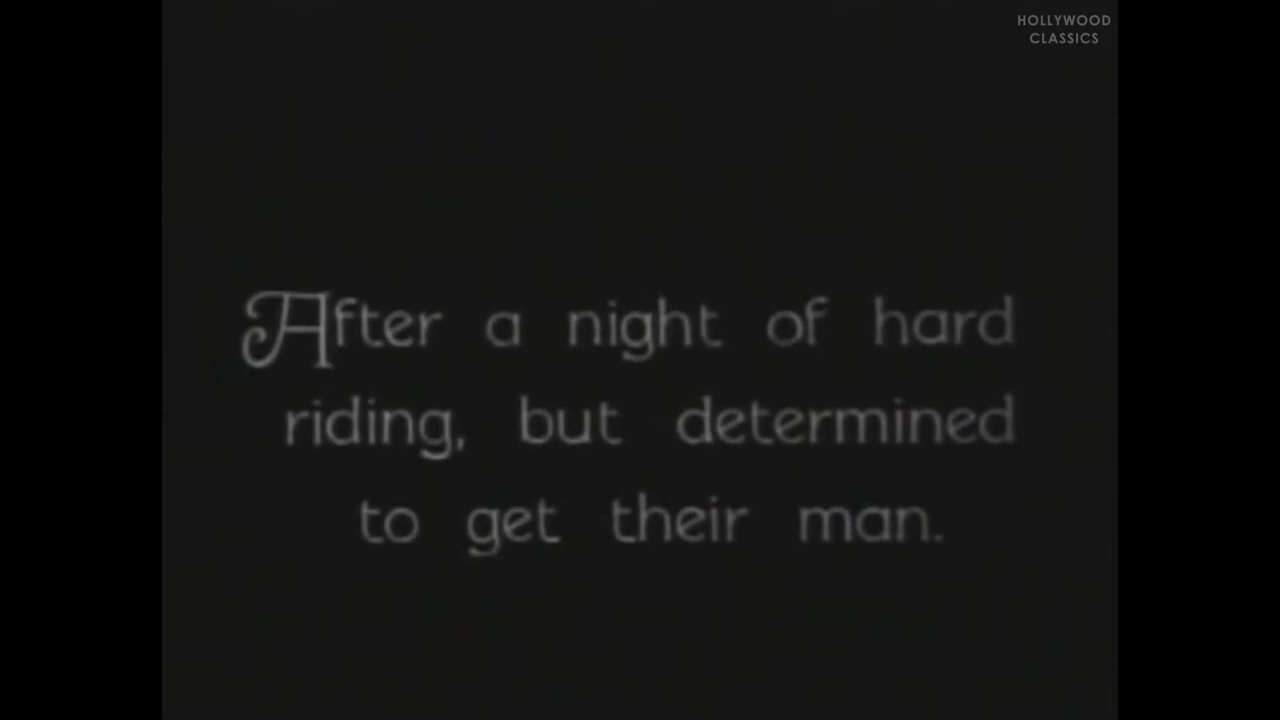 HOLLYWOOD
CLASSICS
After a night of hard
riding, but determined
to get their man.